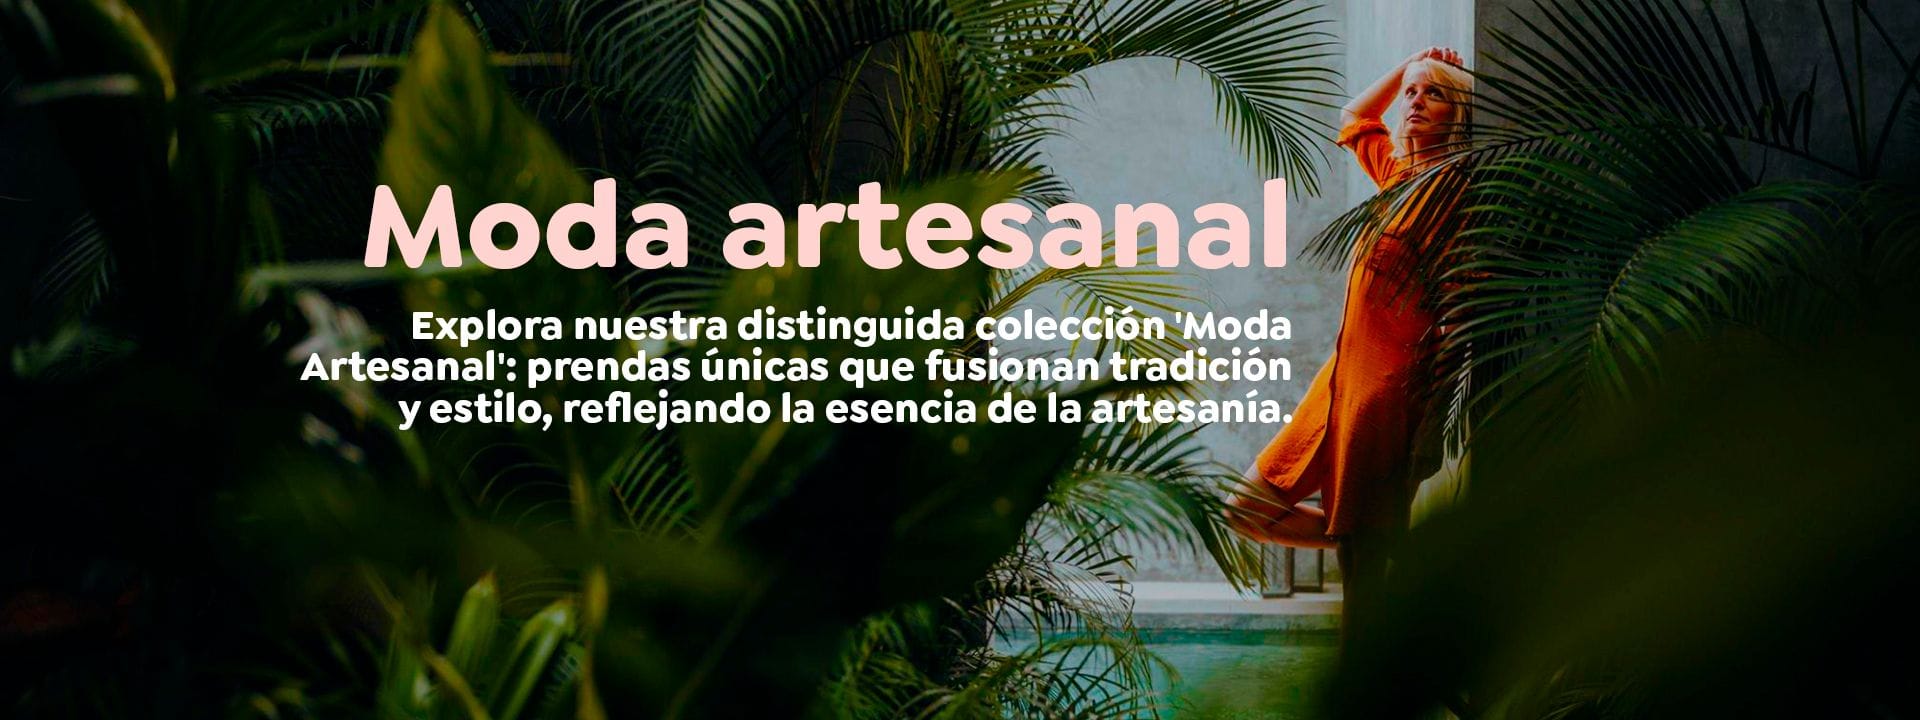 Moda artesanal
Explora nuestra distinguida colección 'Moda
Artesanal': prendas únicas que fusionan tradición
y estilo, reflejando la esencia de la artesanía.